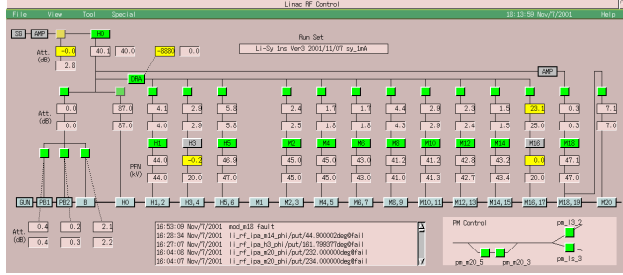 Linac RF Control
File View Tool Special 18:13:59 Nov/7/2001 Help
SG AMP H0
Run Set
Att. (dB) -0.0 40.1 40.0 -8880 0.0
Li-Sy 1ns Ver3 2001/11/07 sy_1mA
2.8
DRA AMP
Att. (dB) 0.0 87.0 4.1 2.9 5.8 2.4 1.7 1.7 4.4 2.9 2.3 1.5 23.1 0.3 7.1
0.0 87.0 4.0 2.9 5.8 2.5 1.8 1.8 4.3 2.9 2.4 1.5 25.0 0.3 7.0
H1 H3 H5 M2 M4 M6 M8 M10 M12 M14 M16 M18
PFN (kV) 44.0 -0.2 46.9 45.0 45.0 43.0 41.2 41.2 42.8 43.2 0.0 47.1
44.0 20.0 47.0 45.0 45.0 43.0 41.3 41.3 42.7 43.4 20.0 47.0
GUN PB1 PB2 B H0 H1,2 H3,4 H5,6 M1 M2,3 M4,5 M6,7 M8,9 M10,11 M12,13 M14,15 M16,17 M18,19 M20
Att. (dB) 0.4 0.2 2.1
0.4 0.3 2.2
16:53:09 Nov/7/2001 mod_m18 fault
16:28:34 Nov/7/2001 li_rf_ipa_m14_phi/put/44.900002deg@fail
16:27:07 Nov/7/2001 li_rf_ipa_h3_phi/put/161.789377deg@fail
16:04:08 Nov/7/2001 li_rf_ipa_m20_phi/put/232.000000deg@fail
16:04:07 Nov/7/2001 li_rf_ipa_m20_phi/put/234.000000deg@fail
PM Control
pm_l3_2
pm_m20_5 pm_m20_2 pm_ls_3